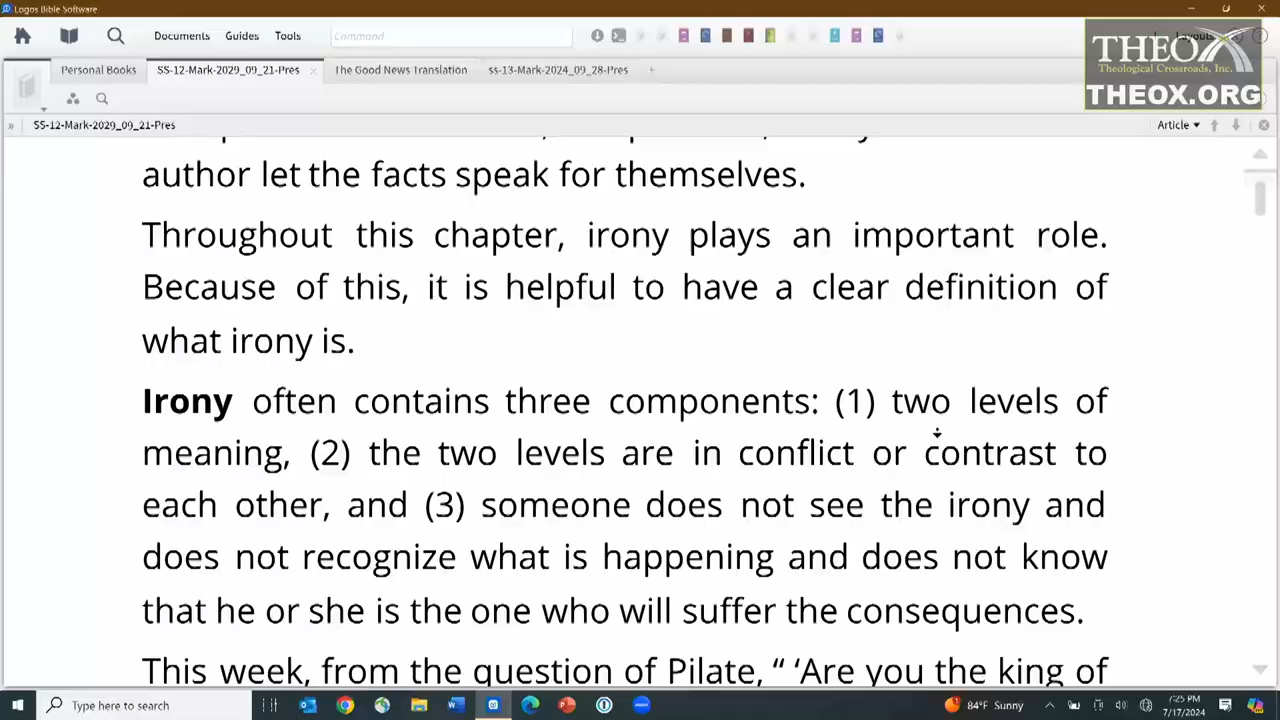 Logos Bible Software
Documents Guides Tools Command Layouts
THEOX
Theological Crossroads, Inc.
THEOX.ORG
Personal Books SS-12-Mark-2029_09_21-Pres The Good News Initiation ss-13-Mark-2024_09_28-Pres +
SS-12-Mark-2029_09_21-Pres Article
author let the facts speak for themselves.
Throughout this chapter, irony plays an important role.
Because of this, it is helpful to have a clear definition of
what irony is.
Irony often contains three components: (1) two levels of
meaning, (2) the two levels are in conflict or contrast to
each other, and (3) someone does not see the irony and
does not recognize what is happening and does not know
that he or she is the one who will suffer the consequences.
This week, from the question of Pilate, “ ‘Are you the king of
Type here to search 84°F Sunny 7:25 PM
7/17/2024